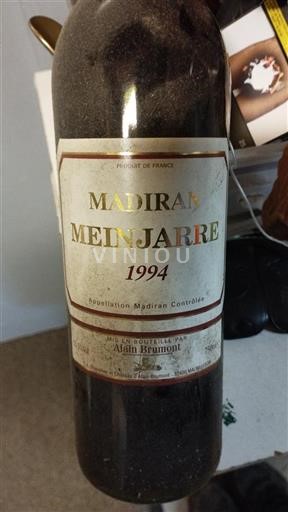 PRODUIT DE FRANCE
MADIRAN
MEINJARRE
VINIOU
1994
Appellation Madiran Contrôlée
MIS EN BOUTEILLE PAR
Alain Brumont